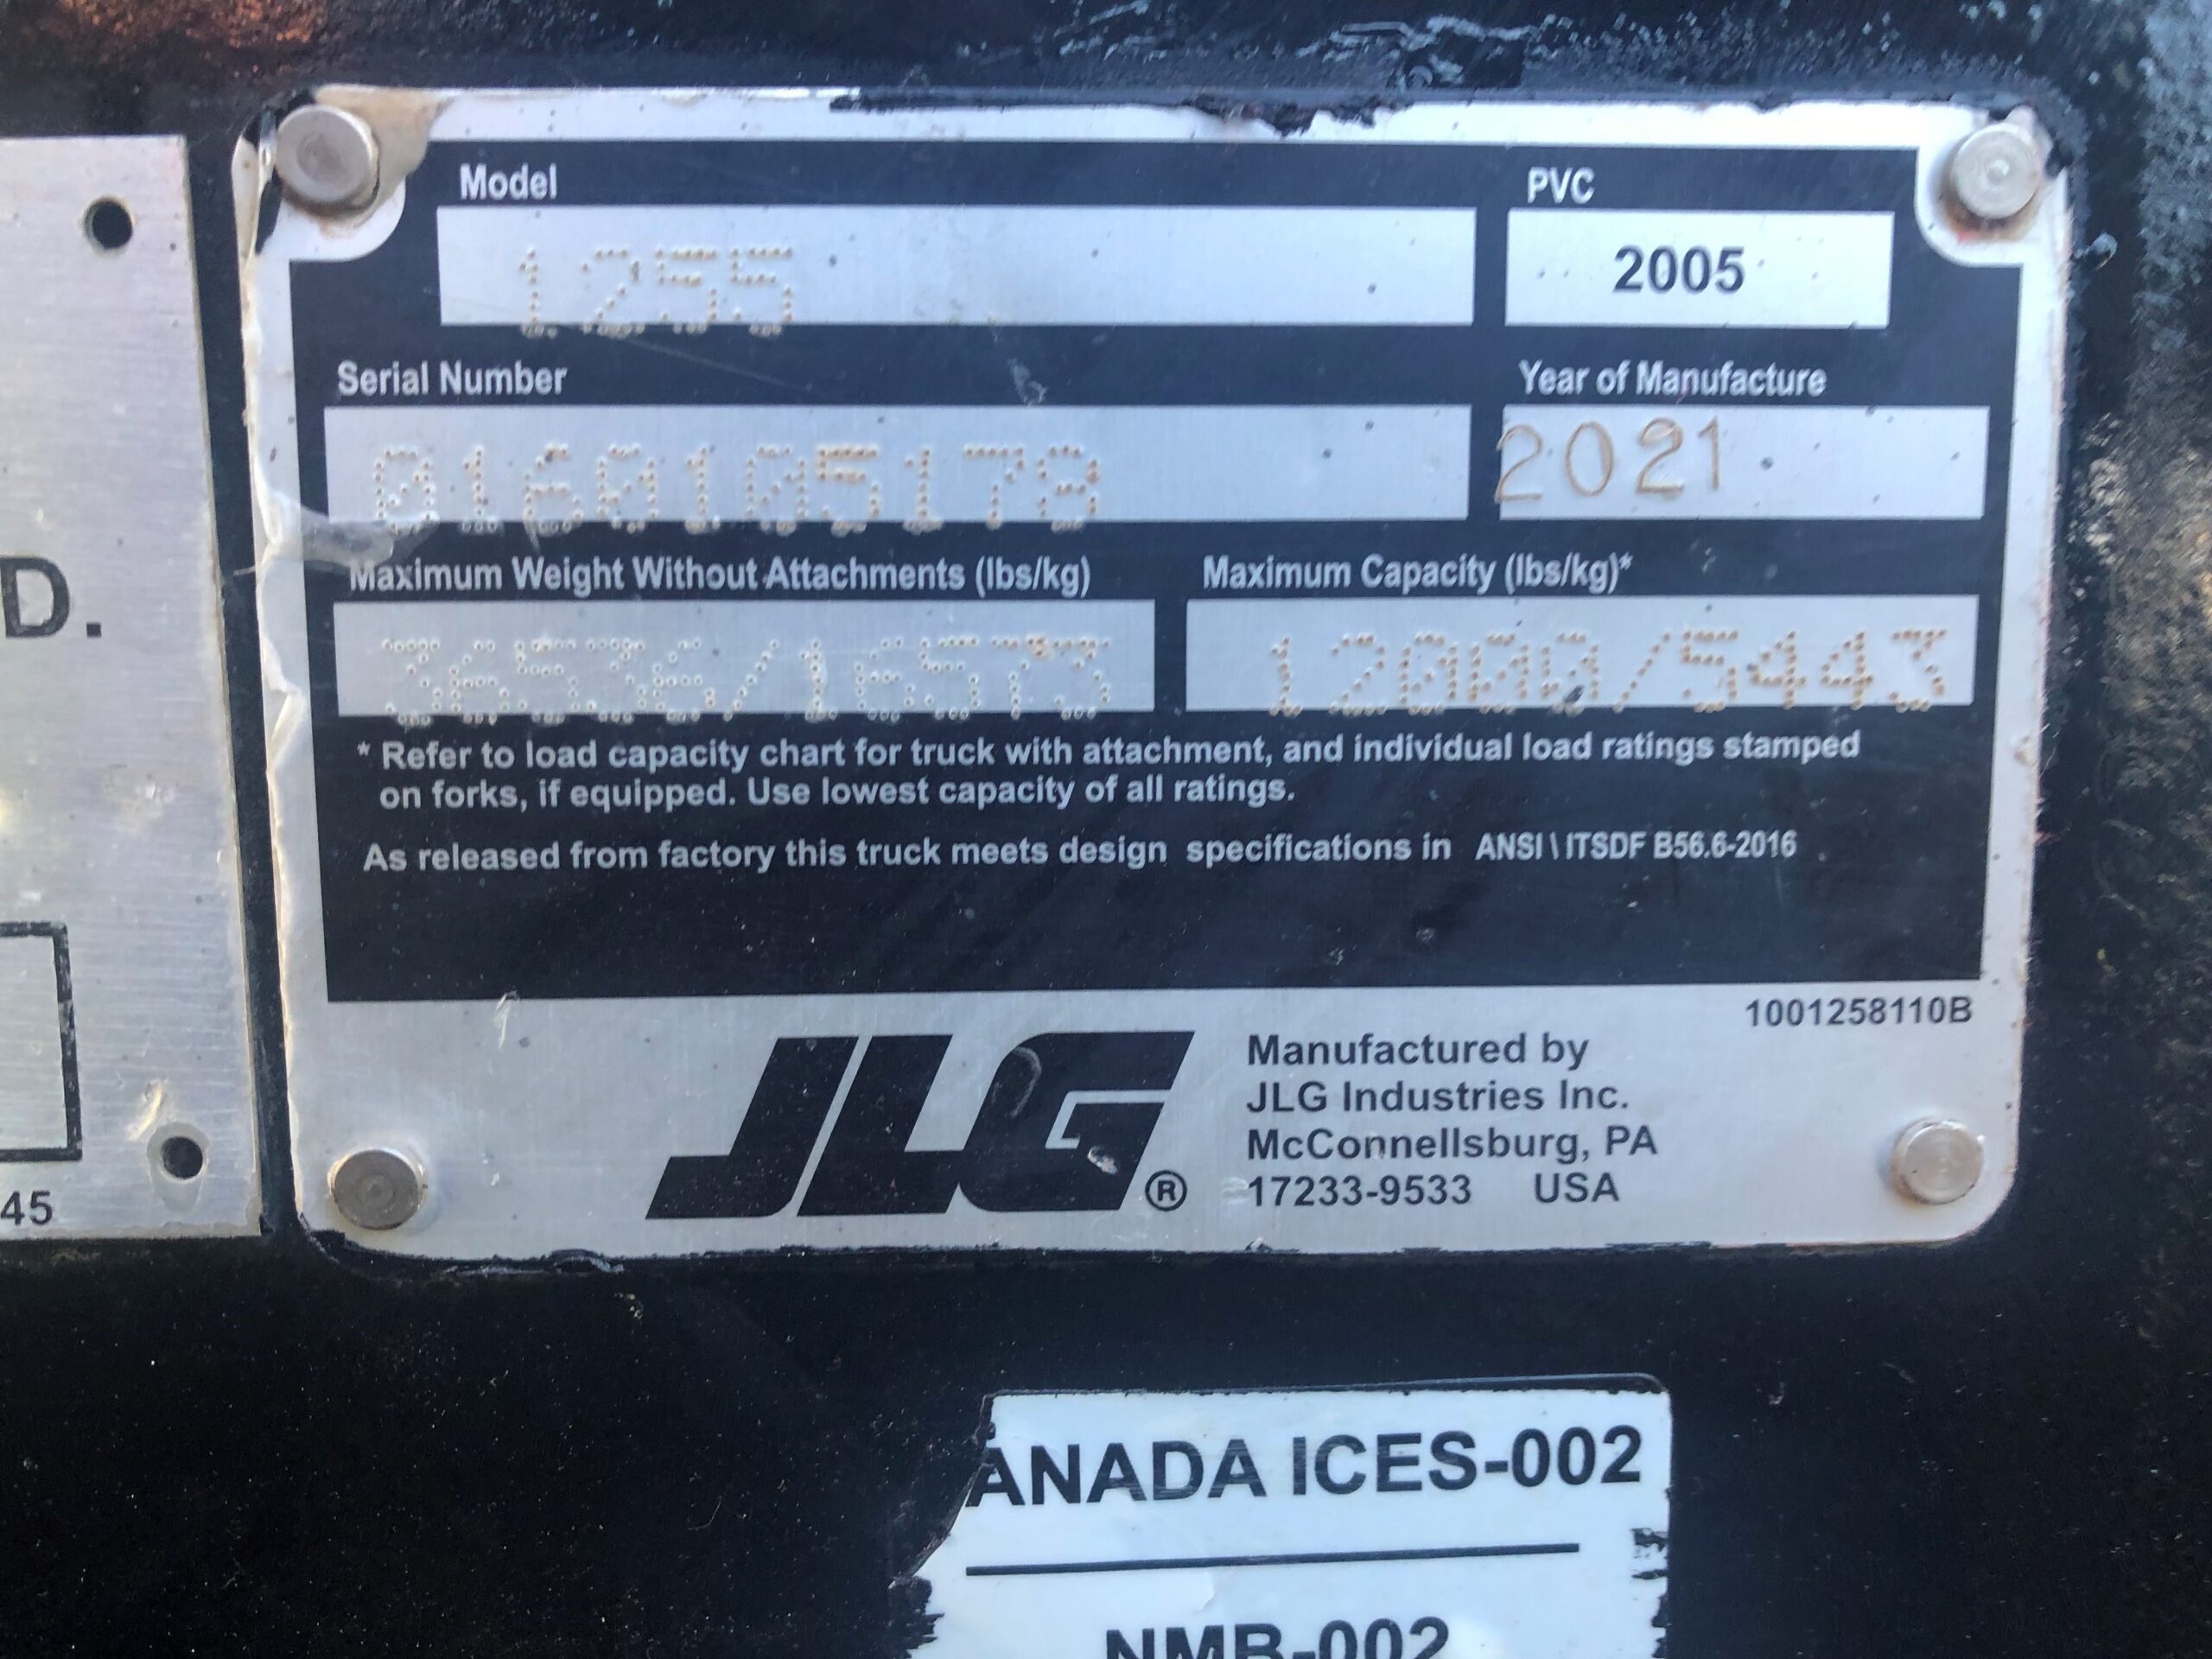 Model
PVC
1255
2005
Serial Number
Year of Manufacture
0160105178
2021
Maximum Weight Without Attachments (lbs/kg)
Maximum Capacity (lbs/kg)*
36536/16573
12000/5443
* Refer to load capacity chart for truck with attachment, and individual load ratings stamped
on forks, if equipped. Use lowest capacity of all ratings.
As released from factory this truck meets design specifications in ANSI \ ITSDF B56.6-2016
1001258110B
JLG®
Manufactured by
JLG Industries Inc.
McConnellsburg, PA
17233-9533 USA
D.
45
ANADA ICES-002
NMB-002